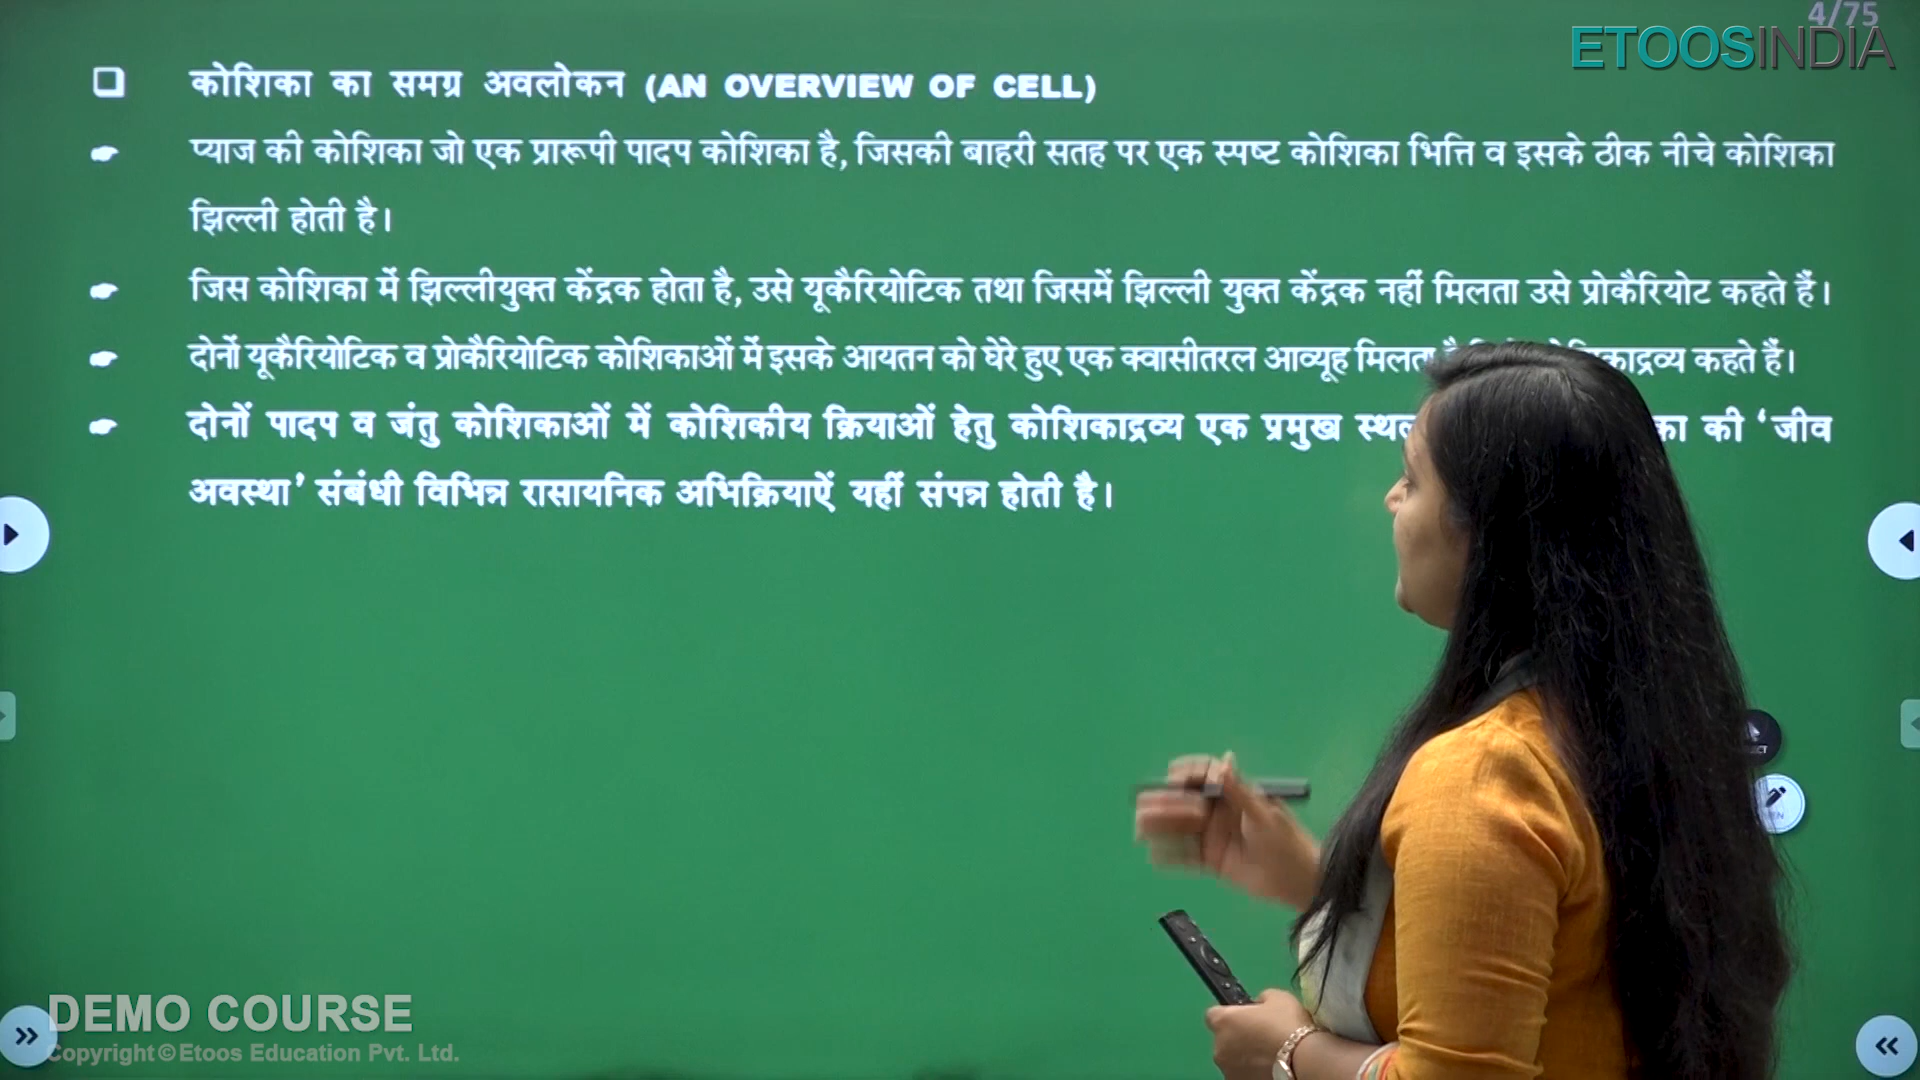 4/75
ETOOSINDIA
❑ कोशिका का समग्र अवलोकन (AN OVERVIEW OF CELL)
☛ प्याज की कोशिका जो एक प्रारूपी पादप कोशिका है, जिसकी बाहरी सतह पर एक स्पष्ट कोशिका भित्ति व इसके ठीक नीचे कोशिका
झिल्ली होती है।
☛ जिस कोशिका में झिल्लीयुक्त केंद्रक होता है, उसे यूकैरियोटिक तथा जिसमें झिल्ली युक्त केंद्रक नहीं मिलता उसे प्रोकैरियोट कहते हैं।
☛ दोनों यूकैरियोटिक व प्रोकैरियोटिक कोशिकाओं में इसके आयतन को घेरे हुए एक क्वासीतरल आव्यूह मिलता कहते हैं।
☛ दोनों पादप व जंतु कोशिकाओं में कोशिकीय क्रियाओं हेतु कोशिकाद्रव्य एक प्रमुख की ‘जीव
अवस्था’ संबंधी विभिन्न रासायनिक अभिक्रियाऐं यहीं संपन्न होती है।
DEMO COURSE
Copyright © Etoos Education Pvt. Ltd.